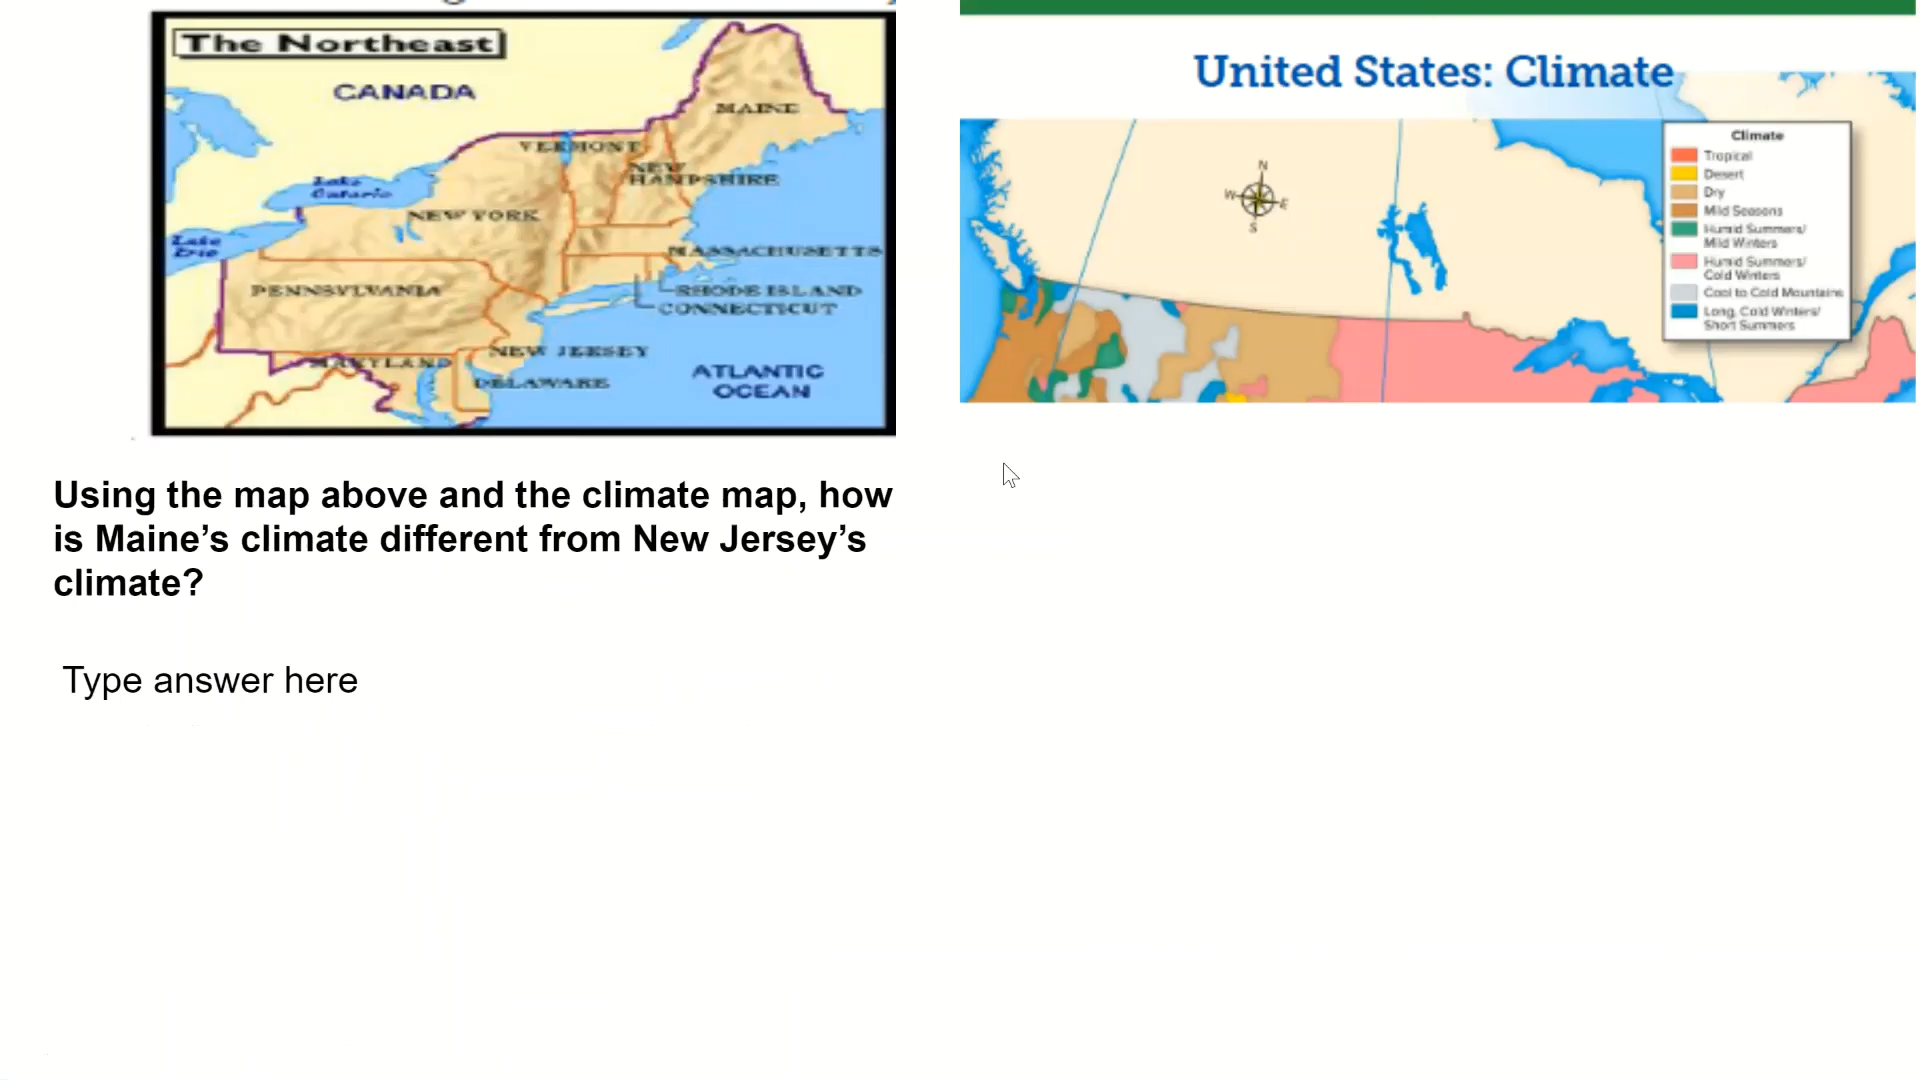 The Northeast
CANADA
MAINE
VERMONT
NEW
HAMPSHIRE
Lake
Ontario
NEW YORK
Lake
Erie
MASSACHUSETTS
PENNSYLVANIA
RHODE ISLAND
CONNECTICUT
NEW JERSEY
MARYLAND
DELAWARE
ATLANTIC
OCEAN
Using the map above and the climate map, how
is Maine’s climate different from New Jersey’s
climate?
Type answer here
United States: Climate
N
W
E
S
Climate
Tropical
Desert
Dry
Mild Seasons
Humid Summers/
Mild Winters
Humid Summers/
Cold Winters
Cool to Cold Mountains
Long, Cold Winters/
Short Summers